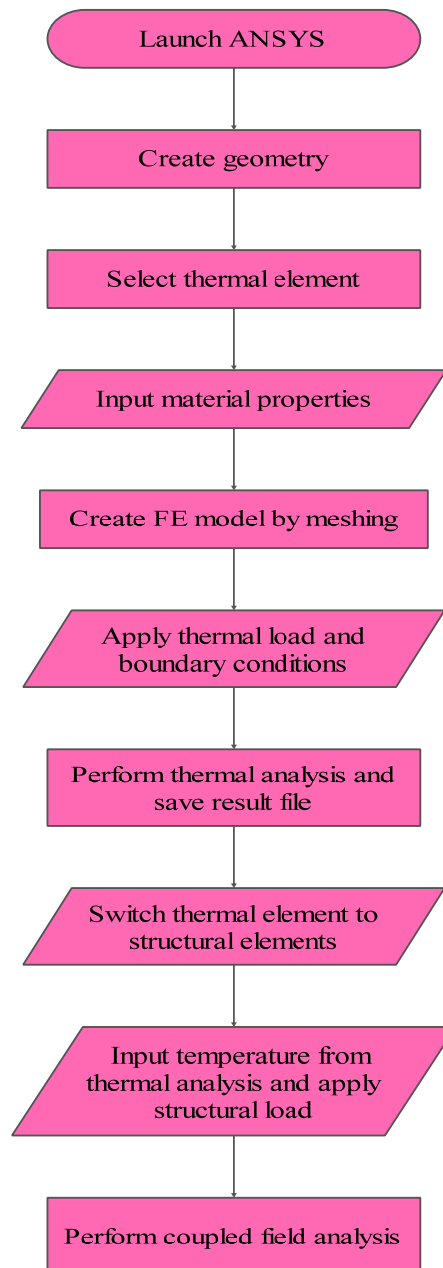 Launch ANSYS
Create geometry
Select thermal element
Input material properties
Create FE model by meshing
Apply thermal load and
boundary conditions
Perform thermal analysis and
save result file
Switch thermal element to
structural elements
Input temperature from
thermal analysis and apply
structural load
Perform coupled field analysis